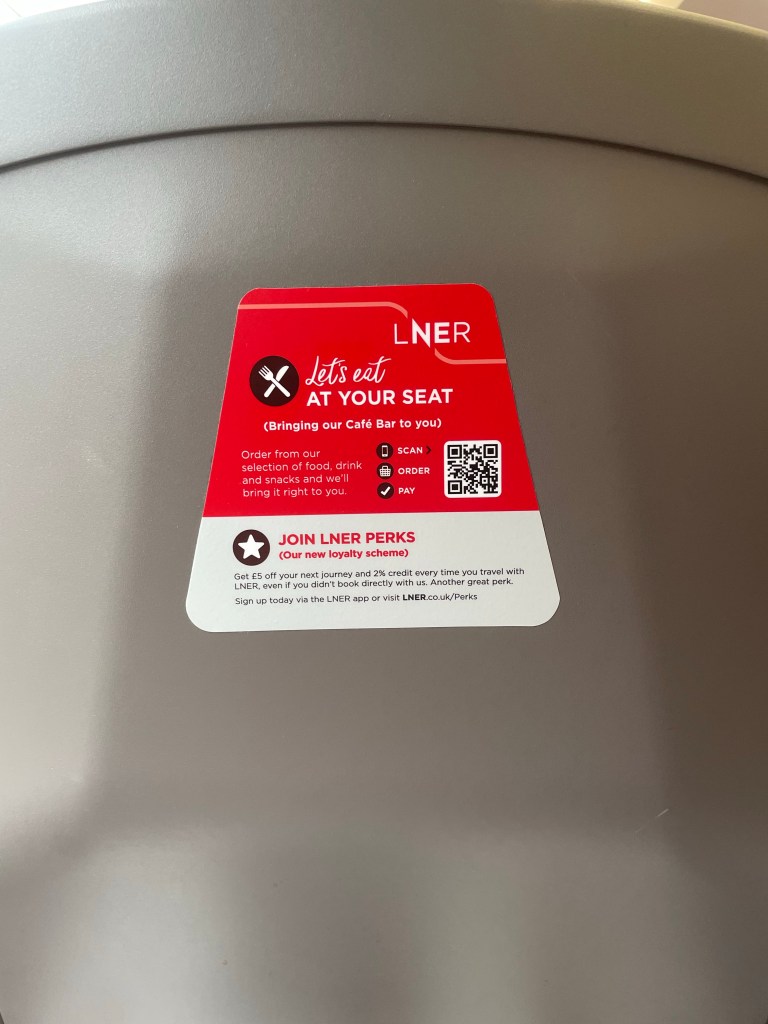 LNER
Let's eat
AT YOUR SEAT
(Bringing our Café Bar to you)
Order from our
selection of food, drink
and snacks and we'll
bring it right to you.
SCAN >
ORDER
PAY
JOIN LNER PERKS
(Our new loyalty scheme)
Get £5 off your next journey and 2% credit every time you travel with
LNER, even if you didn't book directly with us. Another great perk.
Sign up today via the LNER app or visit LNER.co.uk/Perks